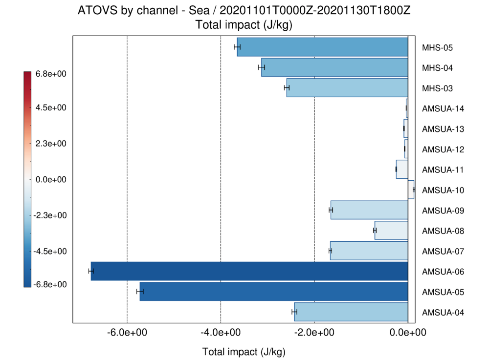 ATOVS by channel - Sea / 20201101T0000Z-20201130T1800Z
Total impact (J/kg)
MHS-05
MHS-04
MHS-03
AMSUA-14
AMSUA-13
AMSUA-12
AMSUA-11
AMSUA-10
AMSUA-09
AMSUA-08
AMSUA-07
AMSUA-06
AMSUA-05
AMSUA-04
6.8e+00
4.5e+00
2.3e+00
0.0e+00
-2.3e+00
-4.5e+00
-6.8e+00
-6.0e+00 -4.0e+00 -2.0e+00 0.0e+00
Total impact (J/kg)